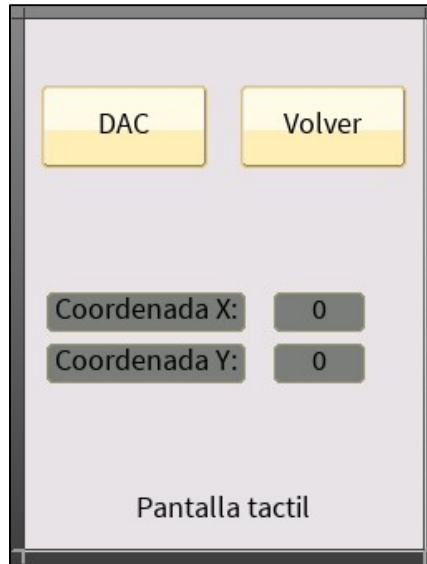 DAC Volver
Coordenada X: 0
Coordenada Y: 0
Pantalla tactil